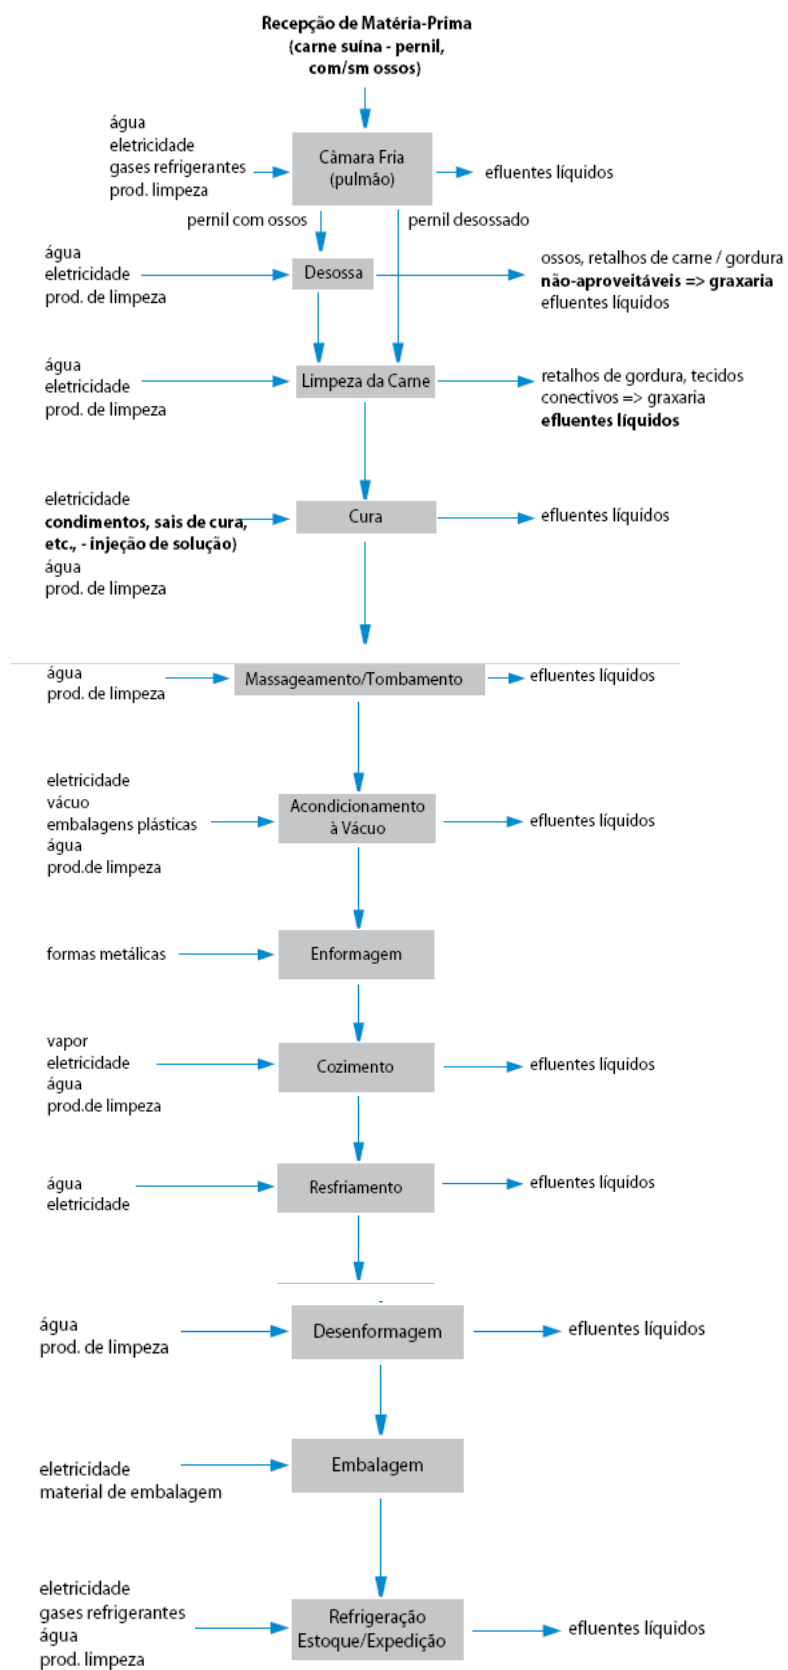 Recepção de Matéria-Prima
(carne suína - pernil,
com/sm ossos)
água
eletricidade
gases refrigerantes
prod. limpeza
Câmara Fria
(pulmão)
efluentes líquidos
pernil com ossos
pernil desossado
água
eletricidade
prod. de limpeza
Desossa
ossos, retalhos de carne / gordura
não-aproveitáveis => graxaria
efluentes líquidos
água
eletricidade
prod. de limpeza
Limpeza da Carne
retalhos de gordura, tecidos
conectivos => graxaria
efluentes líquidos
eletricidade
condimentos, sais de cura,
etc., - injeção de solução)
água
prod. de limpeza
Cura
efluentes líquidos
água
prod. de limpeza
Massageamento/Tombamento
efluentes líquidos
eletricidade
vácuo
embalagens plásticas
água
prod.de limpeza
Acondicionamento
à Vácuo
efluentes líquidos
formas metálicas
Enformagem
vapor
eletricidade
água
prod.de limpeza
Cozimento
efluentes líquidos
água
eletricidade
Resfriamento
efluentes líquidos
água
prod. de limpeza
Desenformagem
efluentes líquidos
eletricidade
material de embalagem
Embalagem
eletricidade
gases refrigerantes
água
prod. limpeza
Refrigeração
Estoque/Expedição
efluentes líquidos